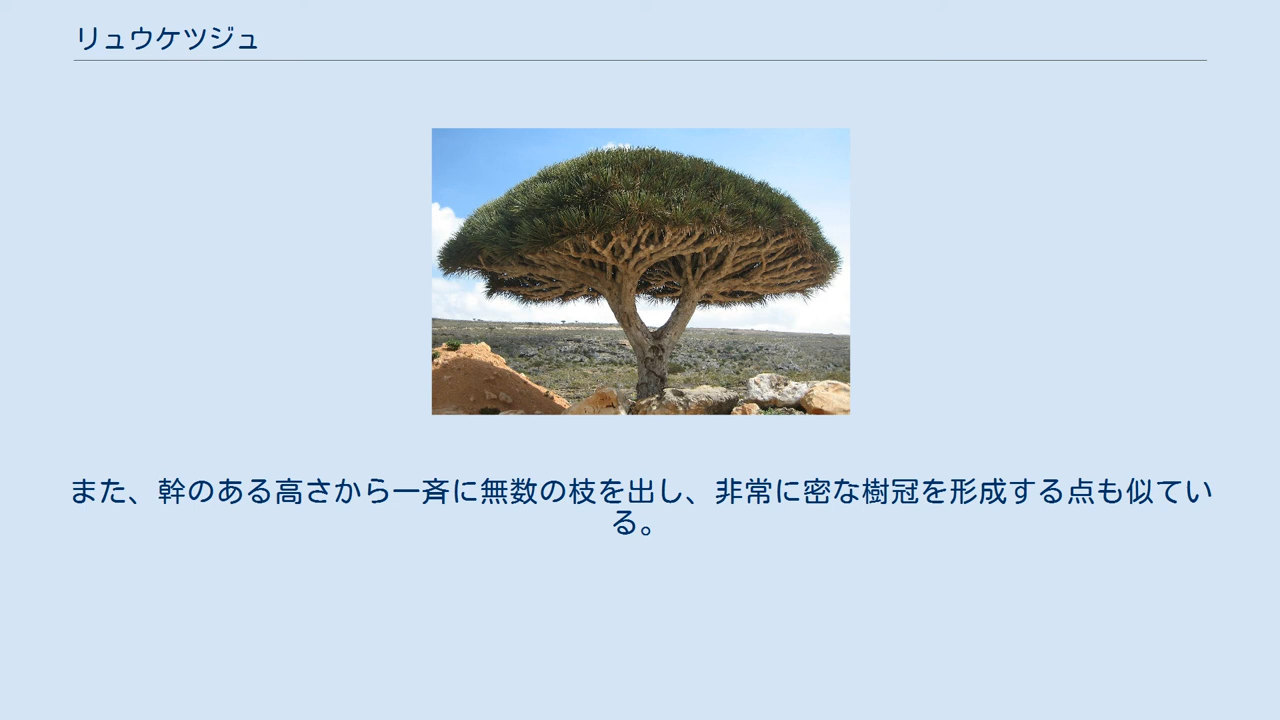 リュウケツジュ
また、幹のある高さから一斉に無数の枝を出し、非常に密な樹冠を形成する点も似てい
る。